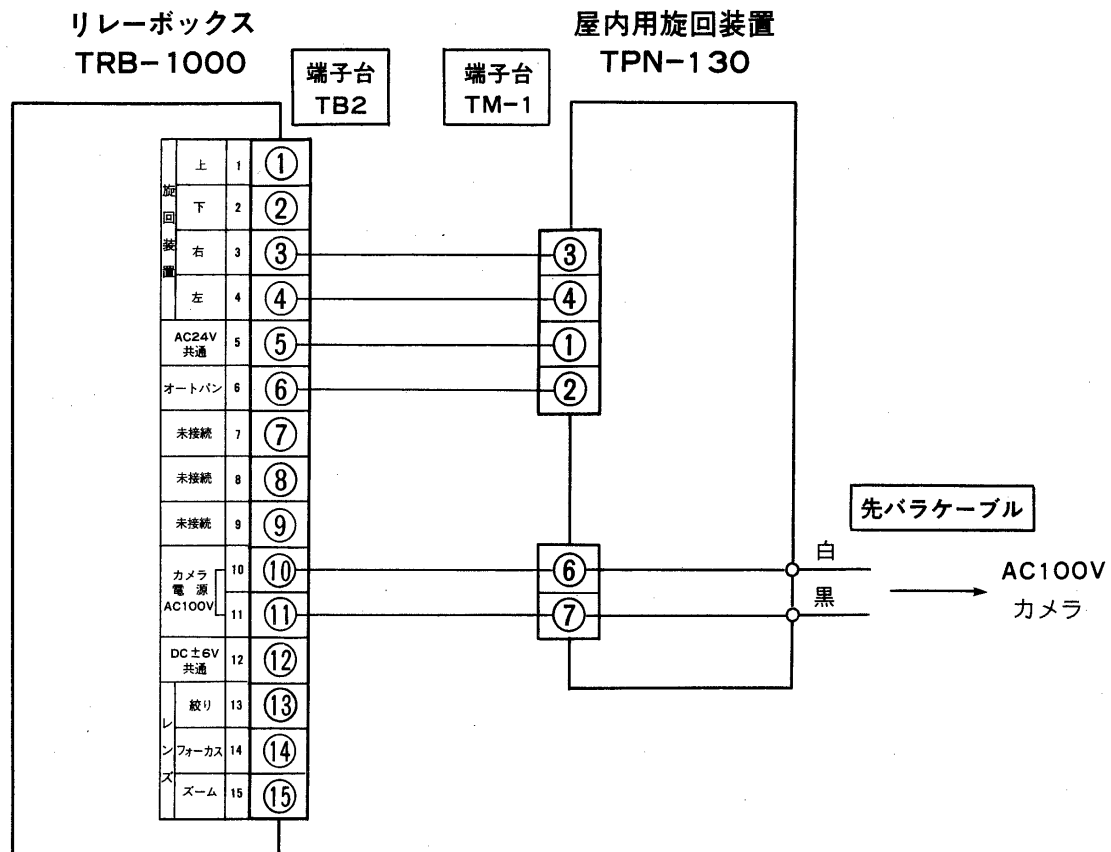 リレーボックス
TRB-1000
端子台
TB2
端子台
TM-1
屋内用旋回装置
TPN-130
旋回装置
上 1 ①
下 2 ②
右 3 ③
左 4 ④
AC24V
共通 5 ⑤
オートパン 6 ⑥
未接続 7 ⑦
未接続 8 ⑧
未接続 9 ⑨
カメラ
電源
AC100V
10 ⑩
11 ⑪
DC±6V
共通 12 ⑫
レンズ
絞り 13 ⑬
フォーカス 14 ⑭
ズーム 15 ⑮
③
④
①
②
⑥
⑦
先バラケーブル
白
黒
AC100V
カメラ